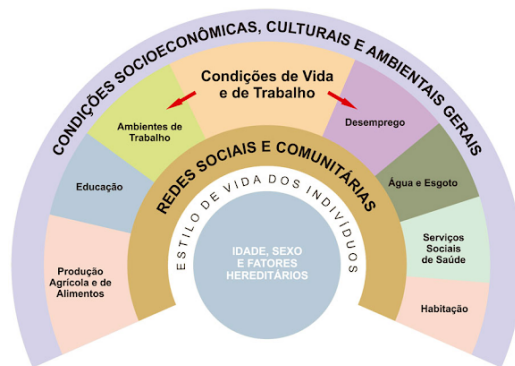 CONDIÇÕES SOCIOECONÔMICAS, CULTURAIS E AMBIENTAIS GERAIS
Condições de Vida
e de Trabalho
Ambientes de
Trabalho
Desemprego
Educação
Água e Esgoto
Produção
Agrícola e de
Alimentos
Serviços
Sociais
de Saúde
Habitação
REDES SOCIAIS E COMUNITÁRIAS
ESTILO DE VIDA DOS INDIVÍDUOS
IDADE, SEXO
E FATORES
HEREDITÁRIOS